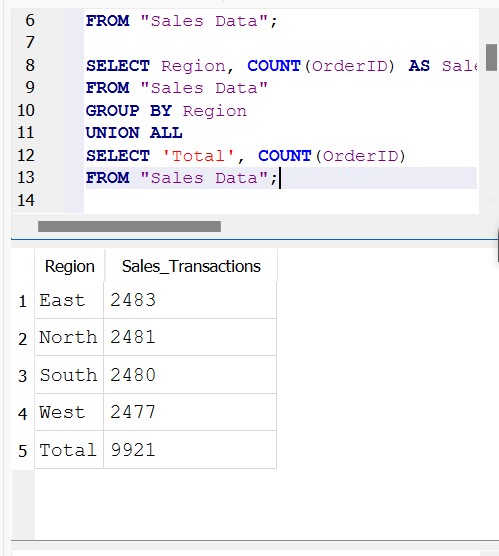 6 FROM "Sales Data";
7
8 SELECT Region, COUNT(OrderID) AS Sale
9 FROM "Sales Data"
10 GROUP BY Region
11 UNION ALL
12 SELECT 'Total', COUNT(OrderID)
13 FROM "Sales Data";
14
Region Sales_Transactions
1 East 2483
2 North 2481
3 South 2480
4 West 2477
5 Total 9921